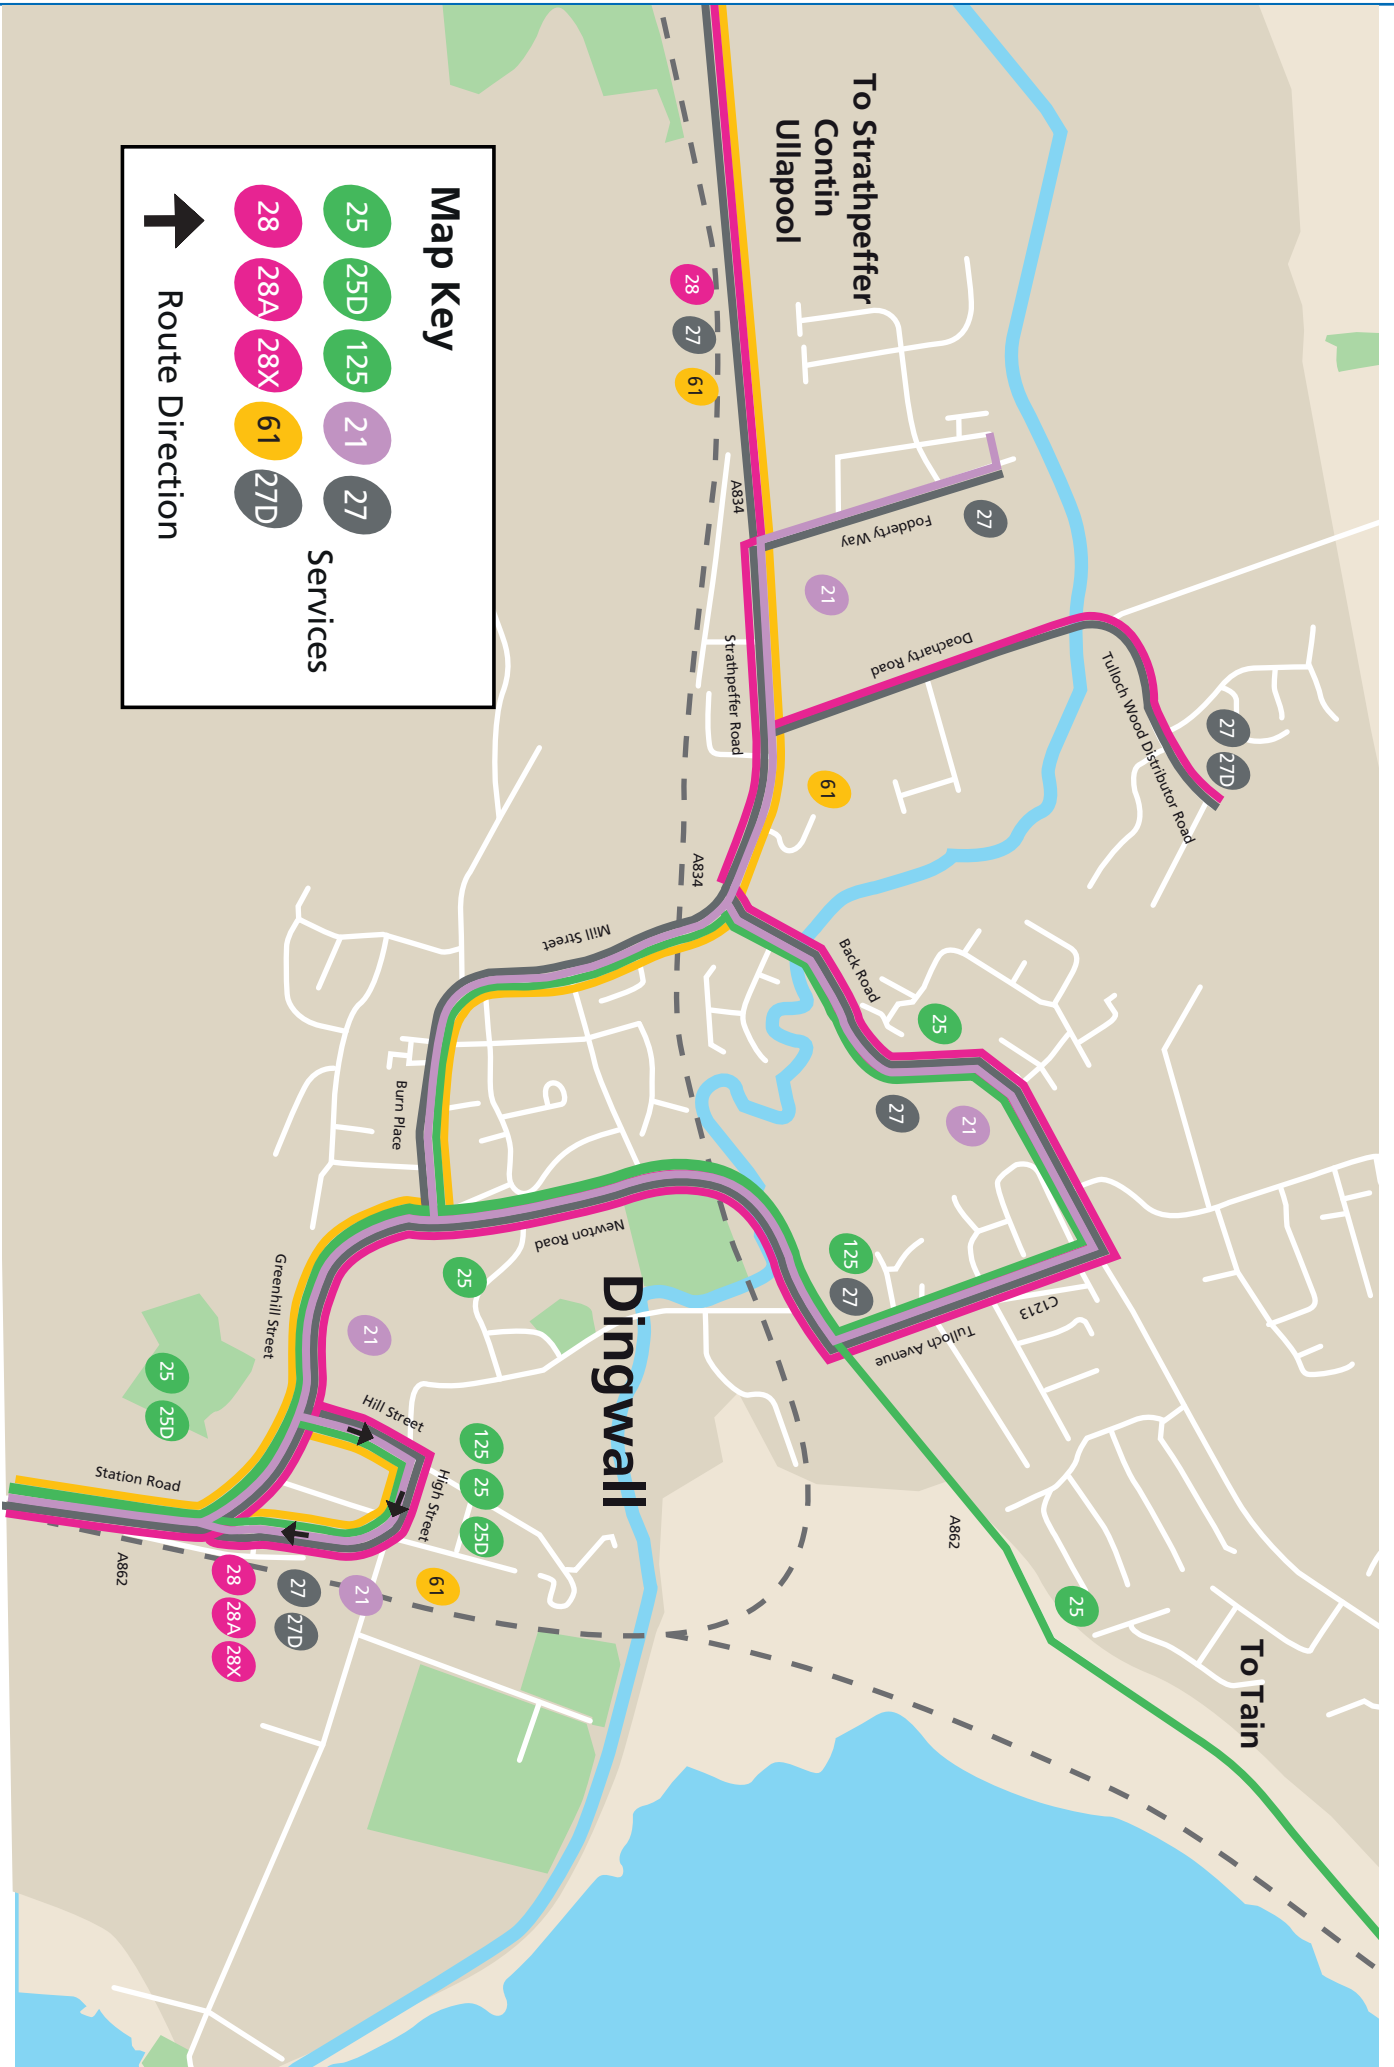 To Strathpeffer
Contin
Ullapool
Map Key
25 25D 125 21 27
28 28A 28X 61 27D
Services
Route Direction
28
27
61
A834
Fodderty Way
27
21
Strathpeffer Road
Doacharty Road
Tulloch Wood Distributor Road
27
27D
61
A834
Mill Street
Back Road
25
27
21
Burn Place
Newton Road
125
27
C1213
Tulloch Avenue
25
Greenhill Street
21
Dingwall
25
25D
Hill Street
High Street
125
25
25D
Station Road
A862
28
28A
28X
27
27D
21
61
A862
25
To Tain